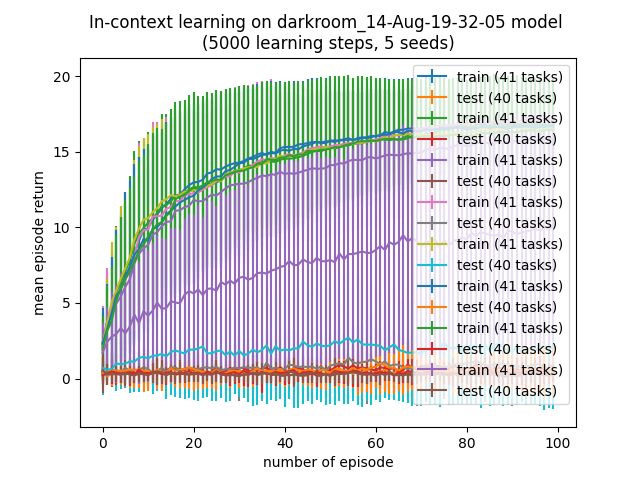 In-context learning on darkroom_14-Aug-19-32-05 model
(5000 learning steps, 5 seeds)
mean episode return
20
15
10
5
0
train (41 tasks)
test (40 tasks)
train (41 tasks)
test (40 tasks)
train (41 tasks)
test (40 tasks)
train (41 tasks)
test (40 tasks)
train (41 tasks)
test (40 tasks)
train (41 tasks)
test (40 tasks)
train (41 tasks)
test (40 tasks)
train (41 tasks)
test (40 tasks)
0 20 40 60 80 100
number of episode